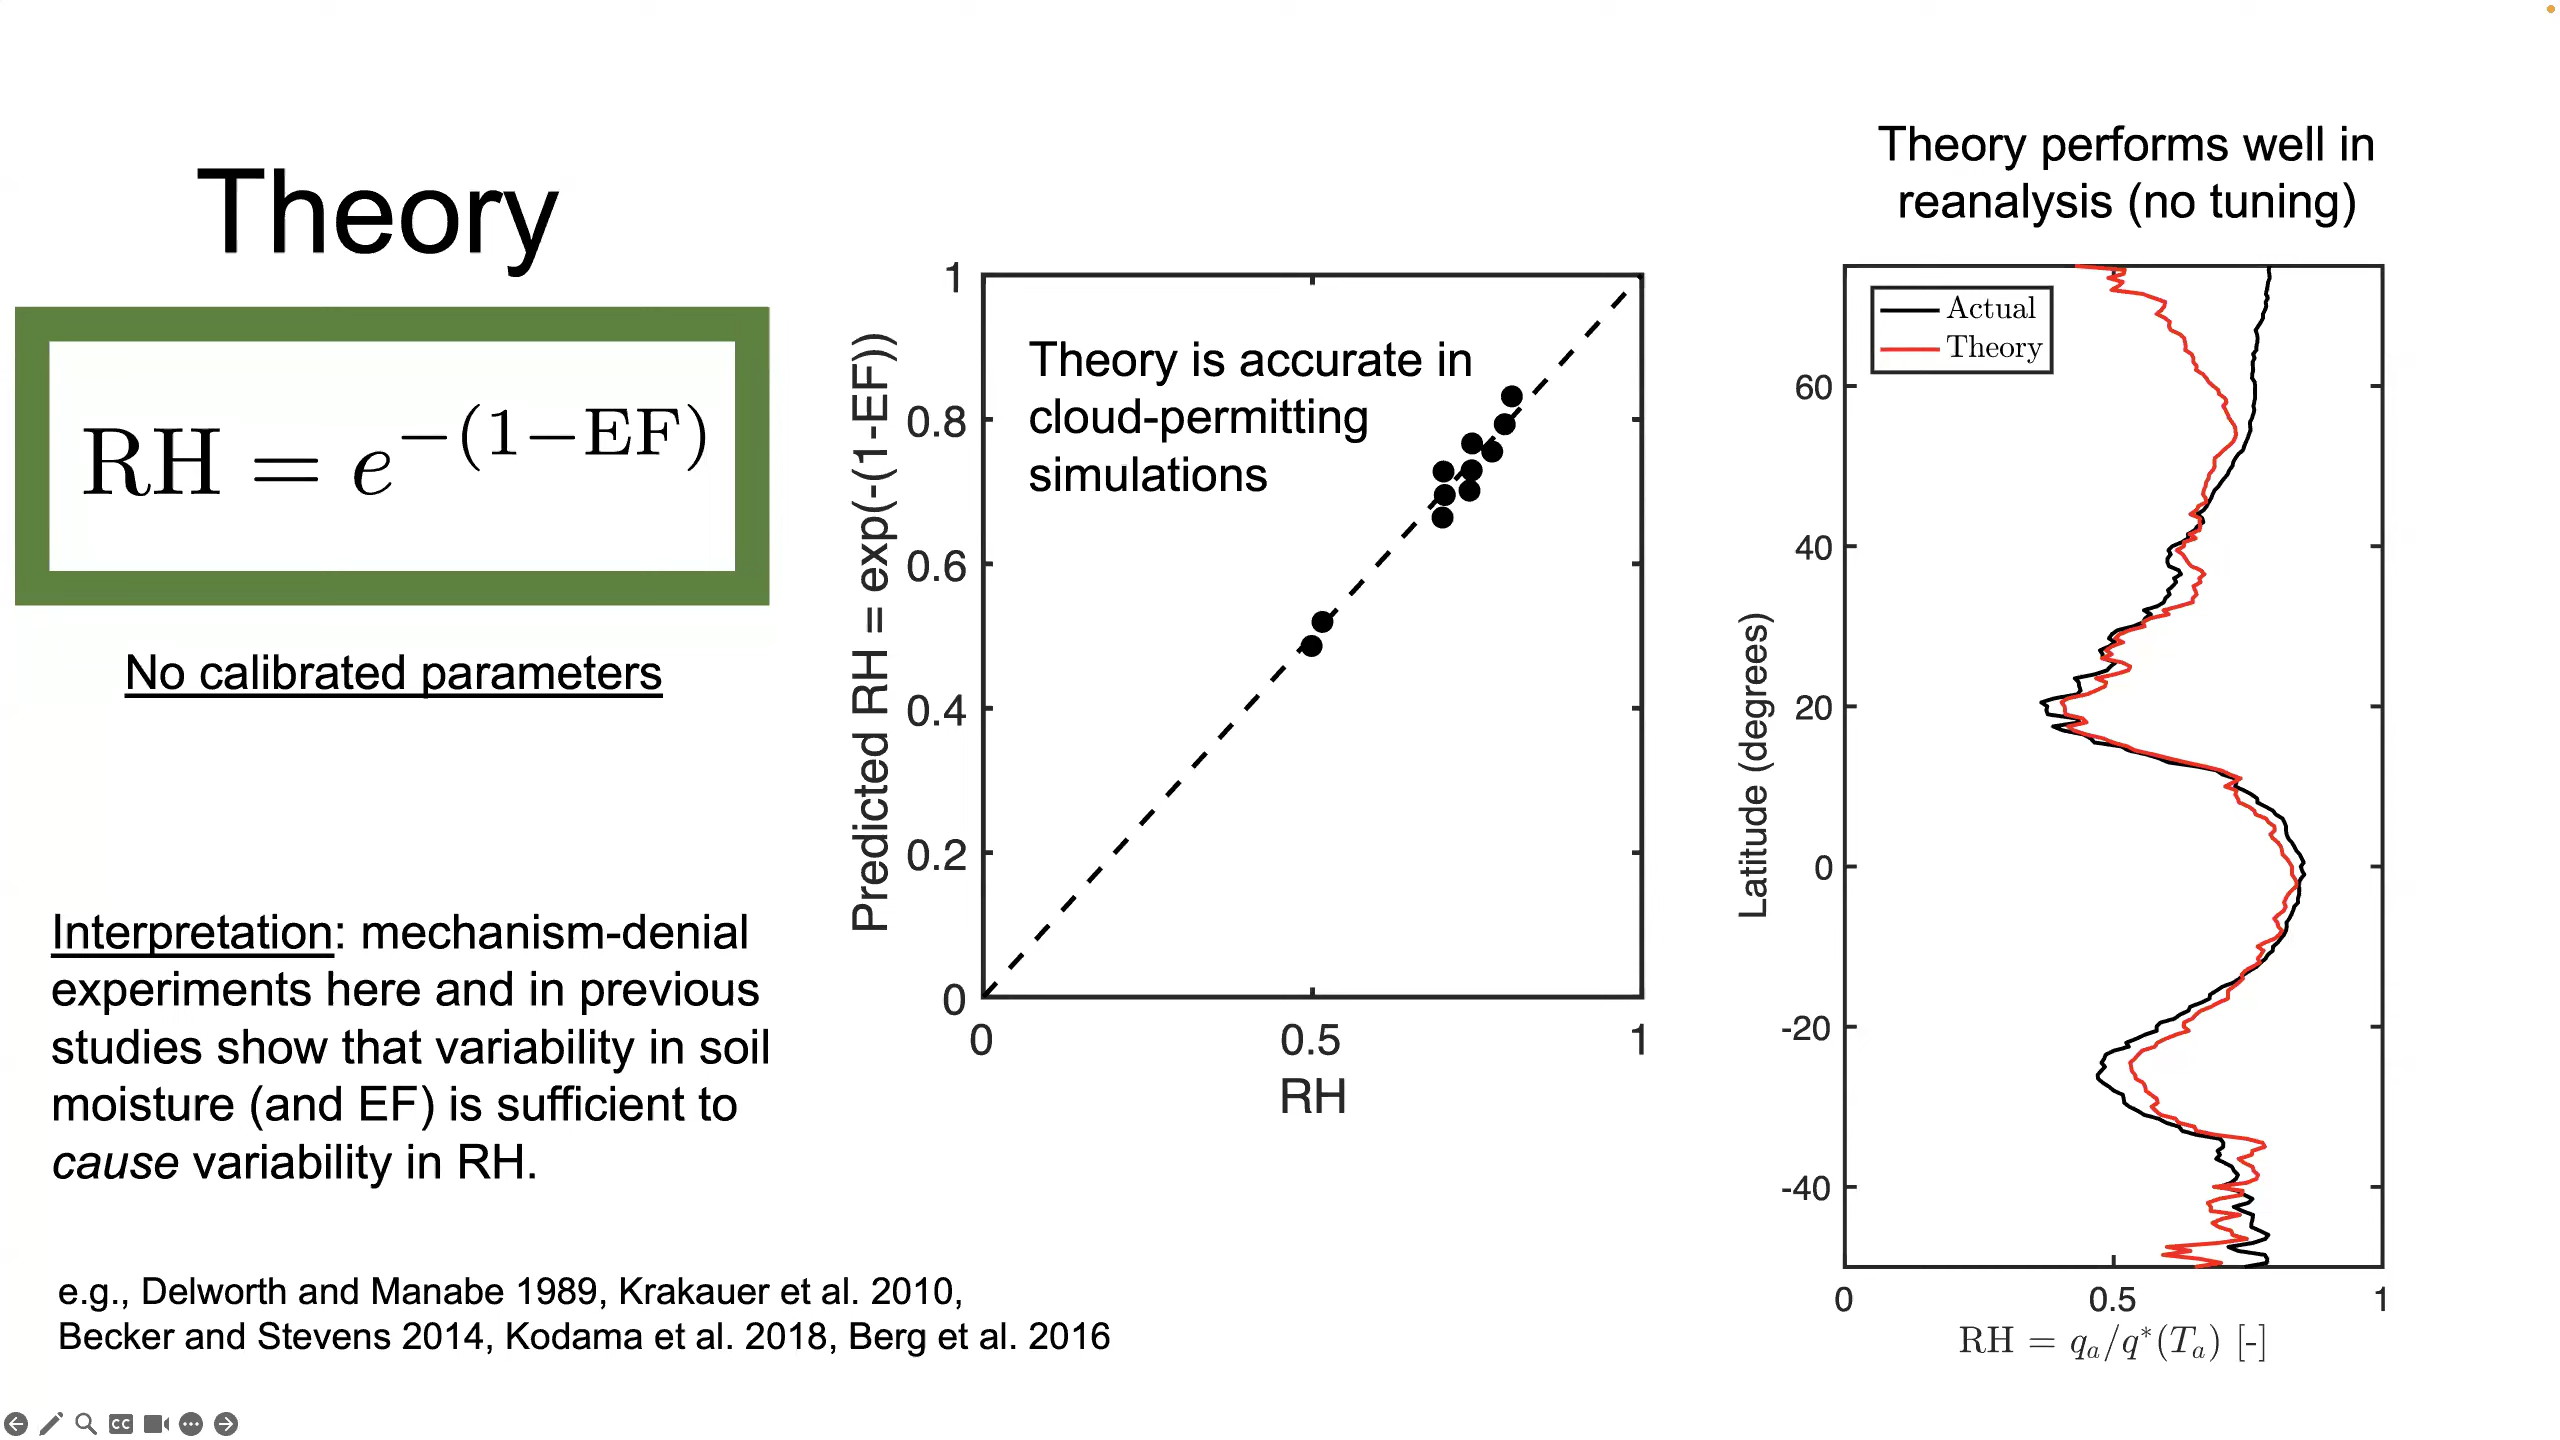 Theory
RH = e^{-(1-EF)}
No calibrated parameters
Interpretation: mechanism-denial
experiments here and in previous
studies show that variability in soil
moisture (and EF) is sufficient to
cause variability in RH.
e.g., Delworth and Manabe 1989, Krakauer et al. 2010,
Becker and Stevens 2014, Kodama et al. 2018, Berg et al. 2016
Theory is accurate in
cloud-permitting
simulations
Predicted RH = exp(-(1-EF))
1
0.8
0.6
0.4
0.2
0
0 0.5 1
RH
Theory performs well in
reanalysis (no tuning)
Actual
Theory
Latitude (degrees)
60
40
20
0
-20
-40
0 0.5 1
RH = q_a/q*(T_a) [-]
CC